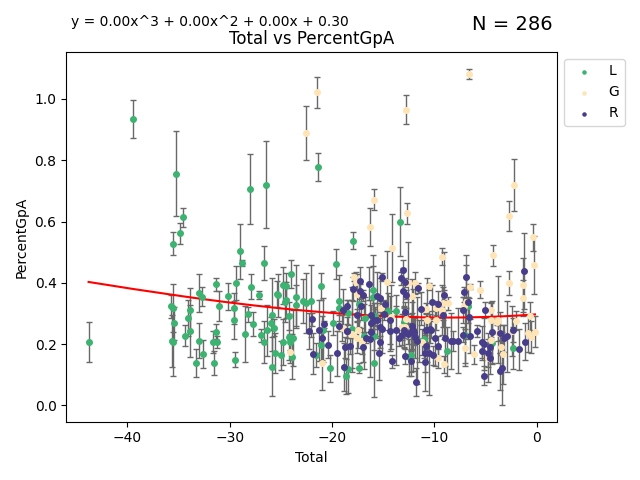 y = 0.00x^3 + 0.00x^2 + 0.00x + 0.30
N = 286
Total vs PercentGpA
L
G
R
PercentGpA
1.0
0.8
0.6
0.4
0.2
0.0
−40
−30
−20
−10
0
Total